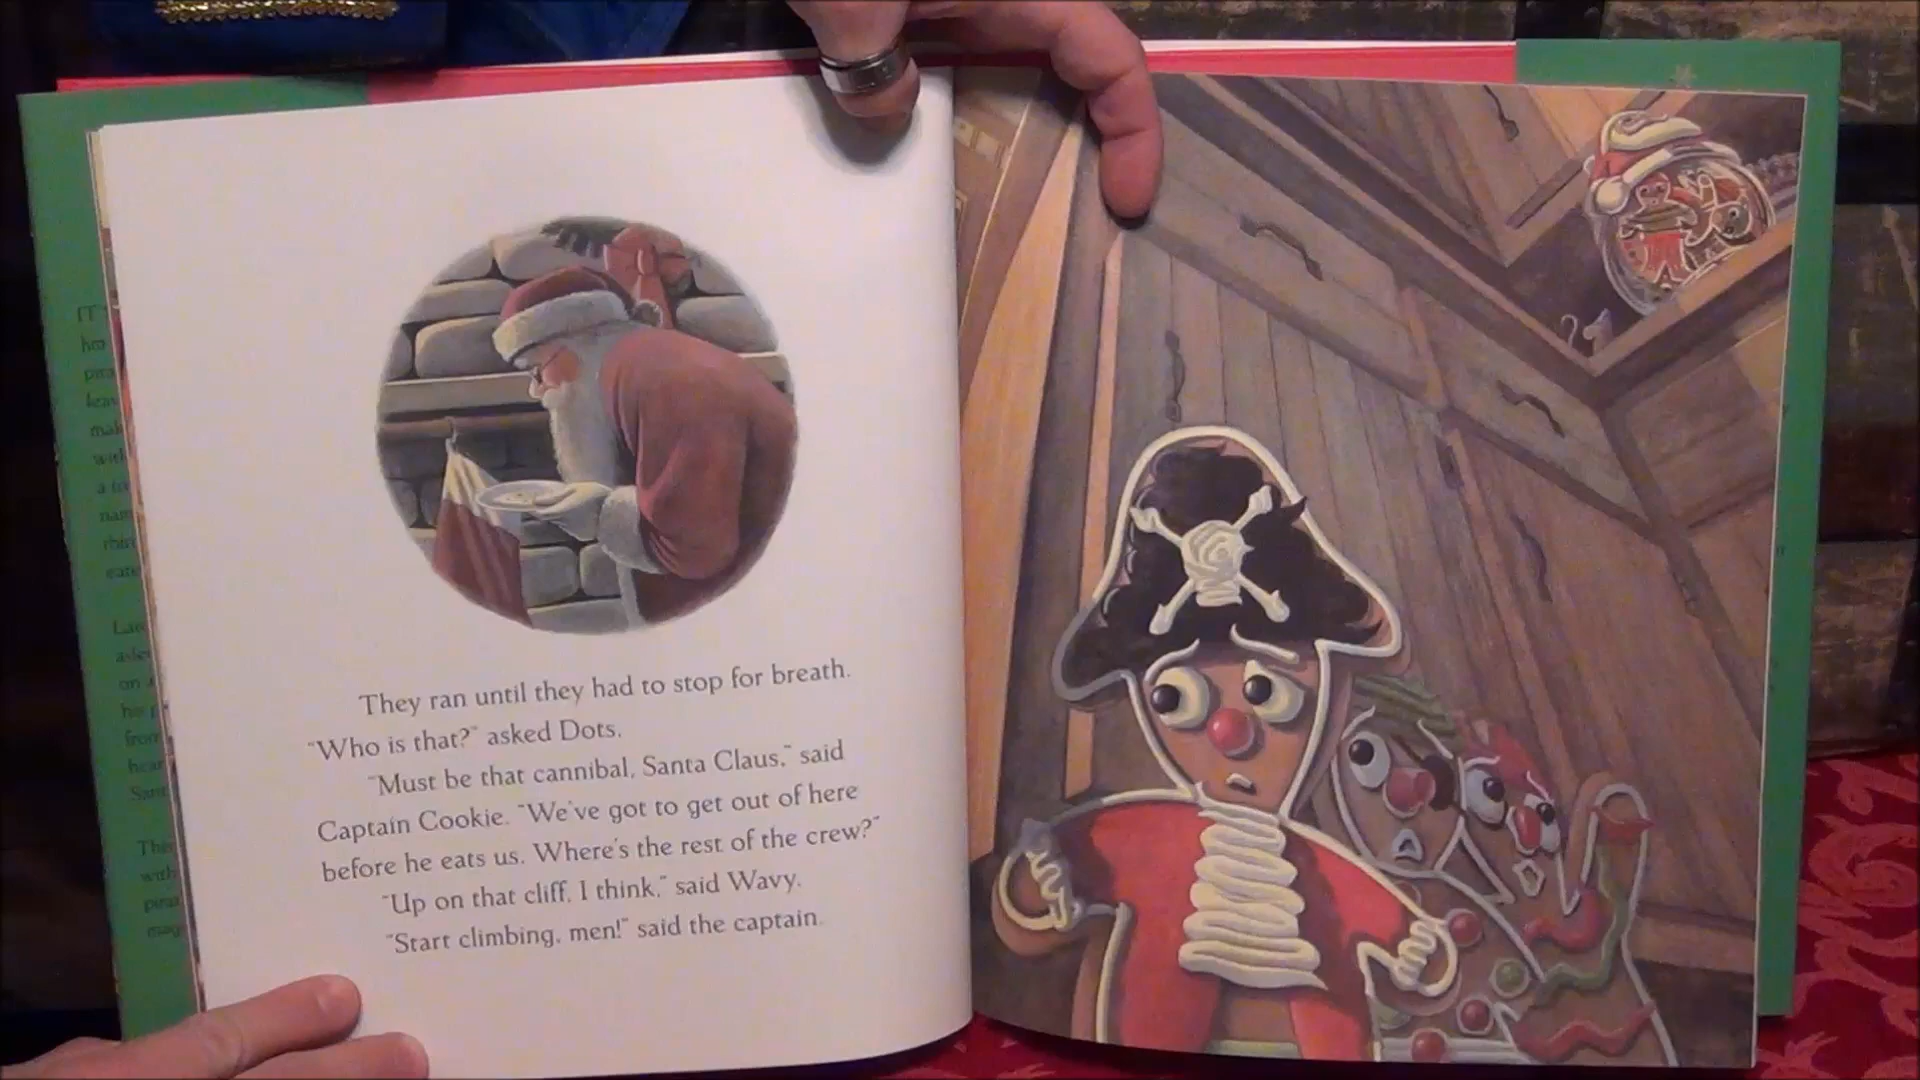 They ran until they had to stop for breath.
"Who is that?" asked Dots.
"Must be that cannibal, Santa Claus," said
Captain Cookie. "We've got to get out of here
before he eats us. Where's the rest of the crew?"
"Up on that cliff, I think," said Wavy.
"Start climbing, men!" said the captain.